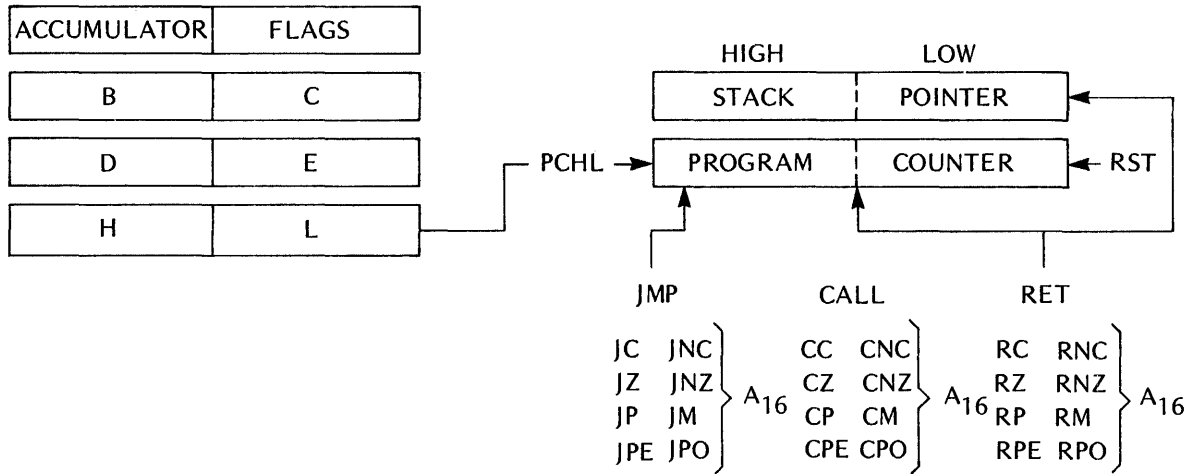 ACCUMULATOR FLAGS
HIGH LOW
B C STACK POINTER
D E PCHL PROGRAM COUNTER RST
H L
JMP CALL RET
JC JNC CC CNC RC RNC
JZ JNZ CZ CNZ RZ RNZ
A16 A16 A16
JP JM CP CM RP RM
JPE JPO CPE CPO RPE RPO